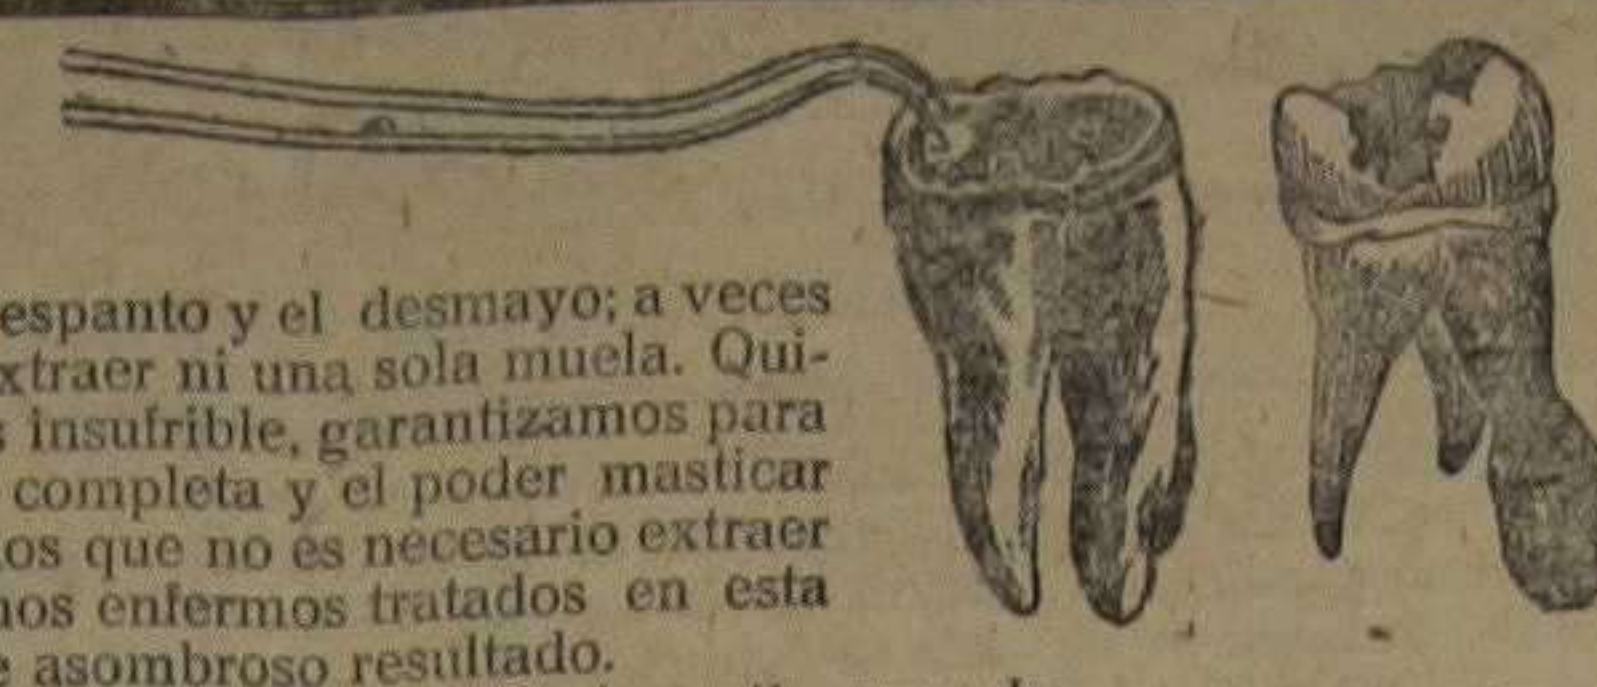 espanto y el desmayo; a veces
xtraer ni una sola muela. Qui-
s insufrible, garantizamos para
completa y el poder masticar
os que no es necesario extraer
nos enfermos tratados en esta
e asombroso resultado.